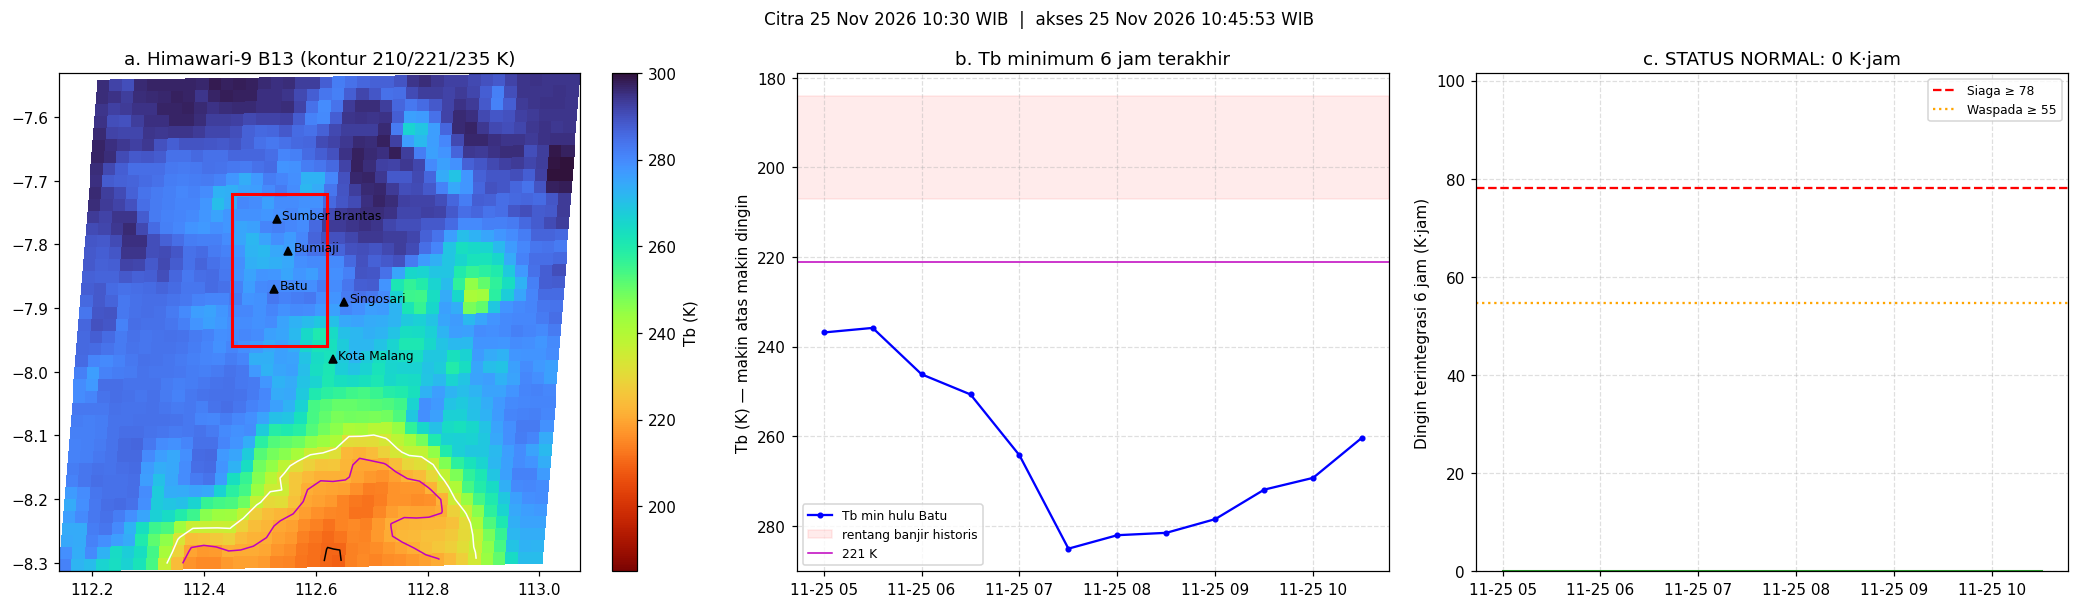 Citra 25 Nov 2026 10:30 WIB | akses 25 Nov 2026 10:45:53 WIB
a. Himawari-9 B13 (kontur 210/221/235 K)
−7.6
−7.7
−7.8
−7.9
−8.0
−8.1
−8.2
−8.3
112.2
112.4
112.6
112.8
113.0
Sumber Brantas
Bumiaji
Batu
Singosari
Kota Malang
300
280
260
240
220
200
Tb (K)
b. Tb minimum 6 jam terakhir
Tb (K) — makin atas makin dingin
180
200
220
240
260
280
Tb min hulu Batu
rentang banjir historis
221 K
11-25 05
11-25 06
11-25 07
11-25 08
11-25 09
11-25 10
c. STATUS NORMAL: 0 K·jam
Dingin terintegrasi 6 jam (K·jam)
100
80
60
40
20
0
Siaga ≥ 78
Waspada ≥ 55
11-25 05
11-25 06
11-25 07
11-25 08
11-25 09
11-25 10